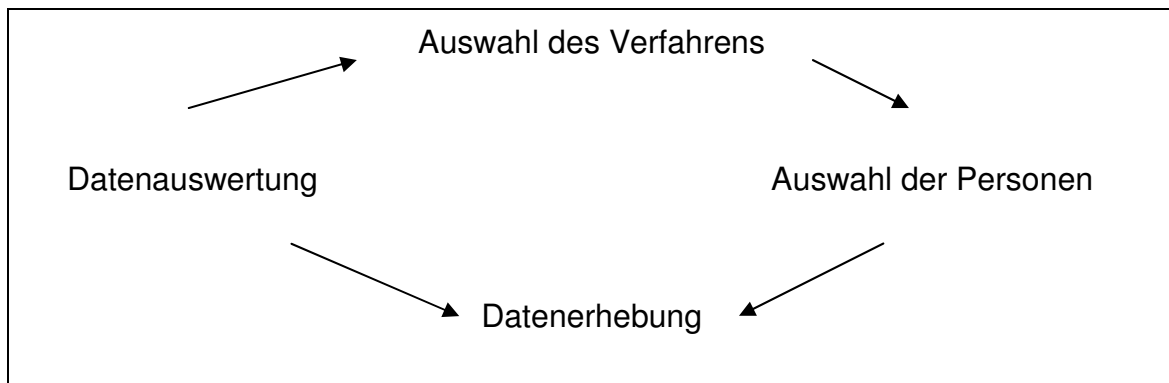 Auswahl des Verfahrens
Datenauswertung Auswahl der Personen
Datenerhebung